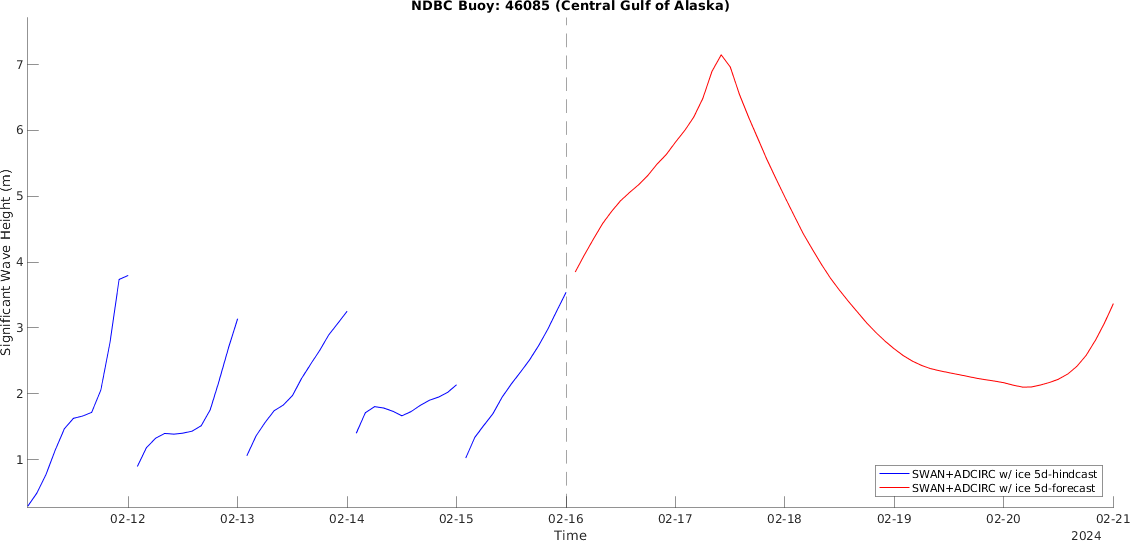 NDBC Buoy: 46085 (Central Gulf of Alaska)
Significant Wave Height (m)
7
6
5
4
3
2
1
SWAN+ADCIRC w/ ice 5d-hindcast
SWAN+ADCIRC w/ ice 5d-forecast
02-12 02-13 02-14 02-15 02-16 02-17 02-18 02-19 02-20 02-21
Time
2024